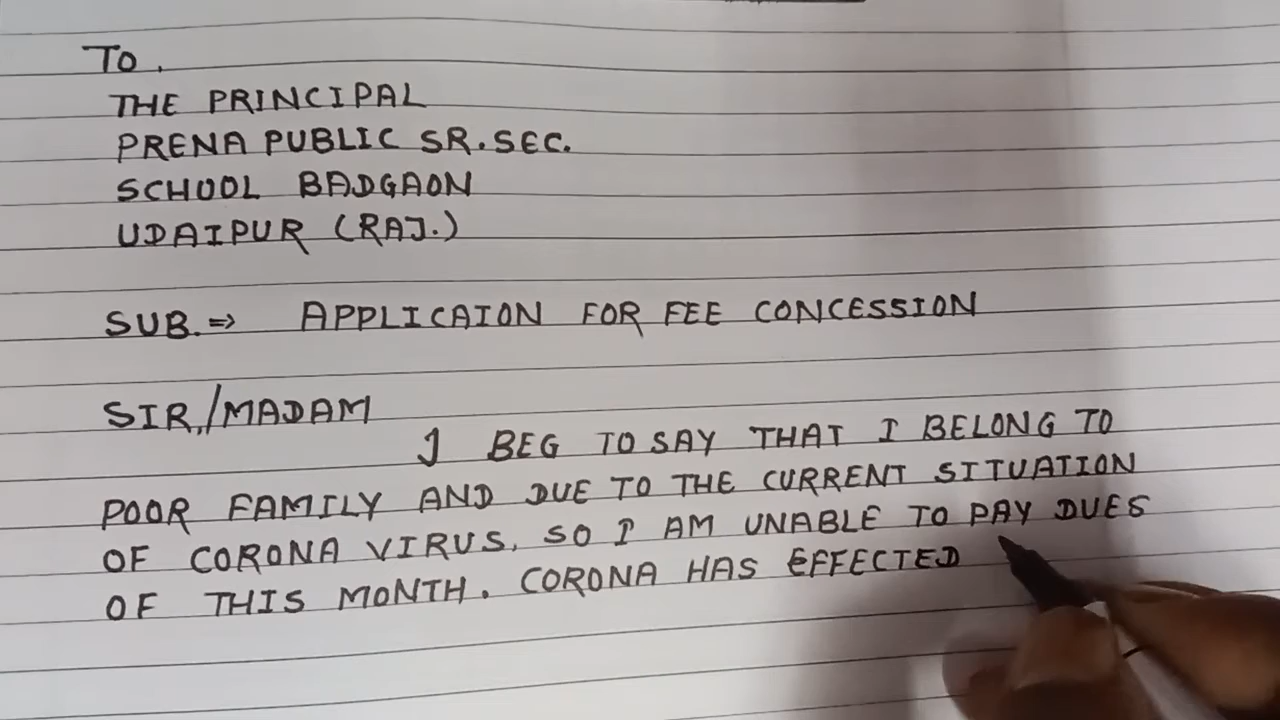 TO,
THE PRINCIPAL
PRENA PUBLIC SR.SEC.
SCHOOL BADGAON
UDAIPUR (RAJ.)
SUB.⇒ APPLICAION FOR FEE CONCESSION
SIR,/MADAM
I BEG TO SAY THAT I BELONG TO
POOR FAMILY AND DUE TO THE CURRENT SITUATION
OF CORONA VIRUS. SO I AM UNABLE TO PAY DUES
OF THIS MONTH. CORONA HAS EFFECTED